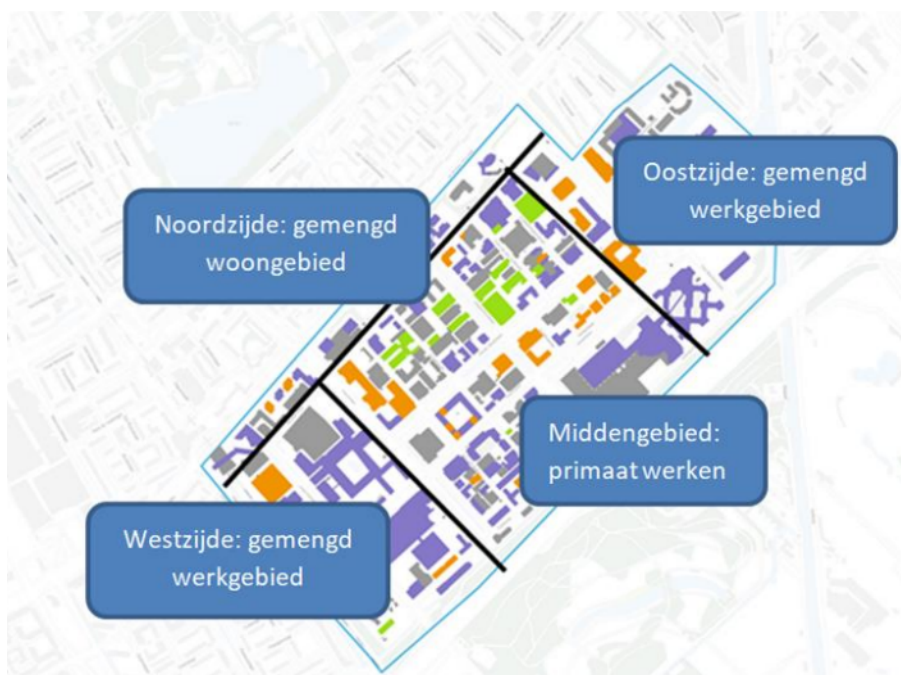 Oostzijde: gemengd
werkgebied
Noordzijde: gemengd
woongebied
Middengebied:
primaat werken
Westzijde: gemengd
werkgebied